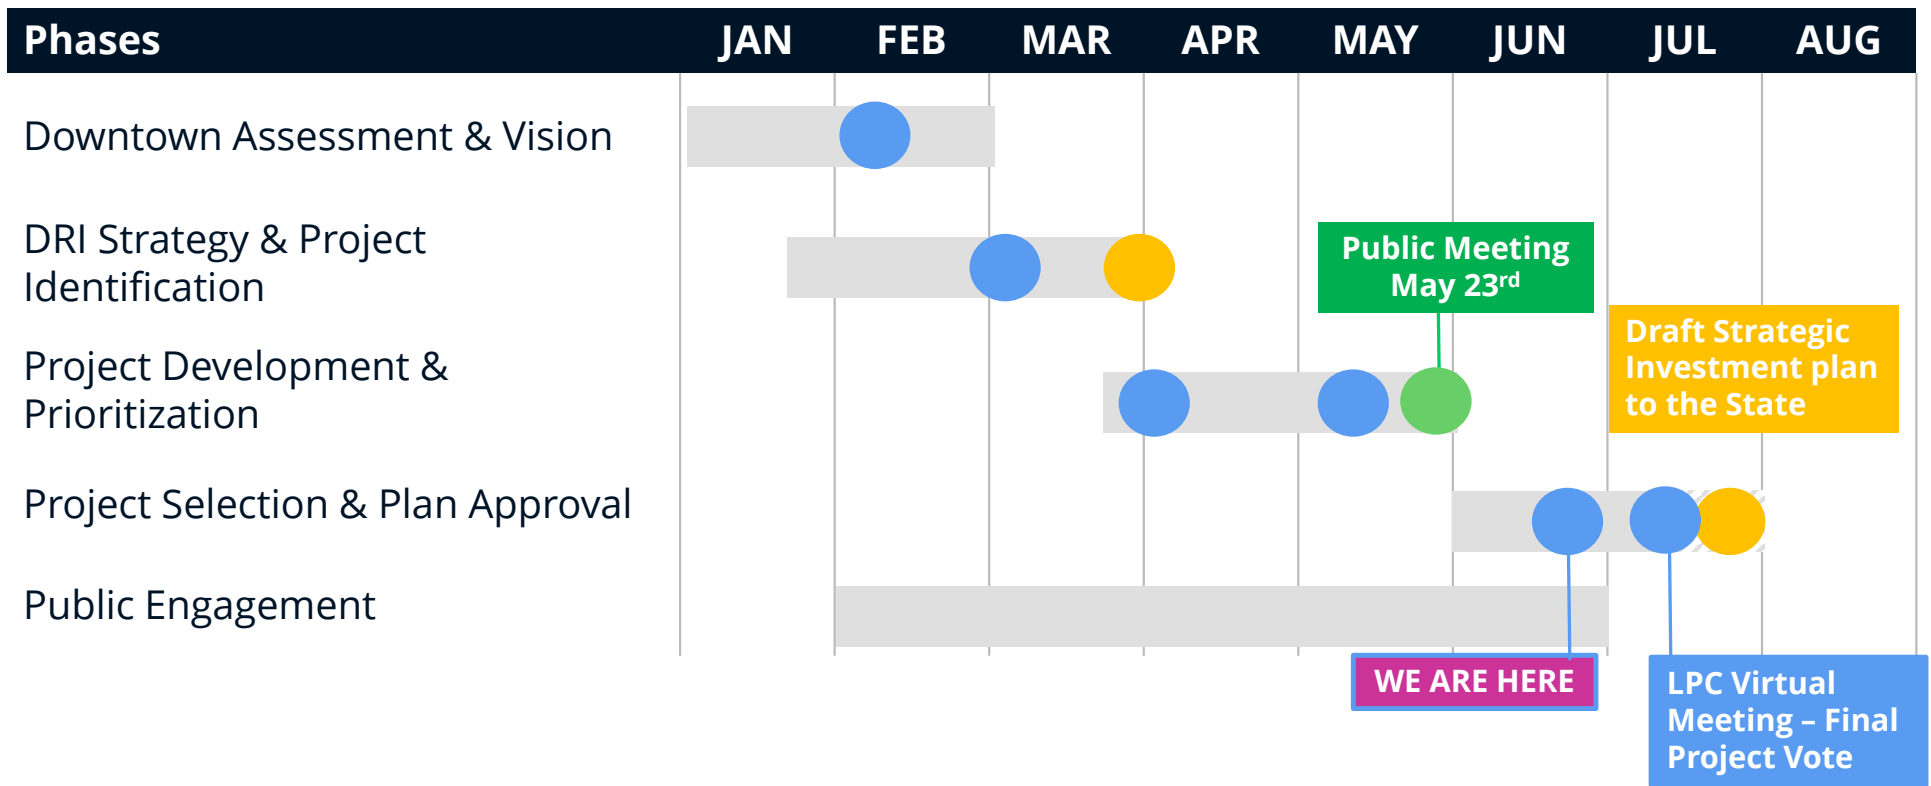 Phases JAN FEB MAR APR MAY JUN JUL AUG
Downtown Assessment & Vision
DRI Strategy & Project
Identification
Public Meeting
May 23rd
Draft Strategic
Investment plan
to the State
Project Development &
Prioritization
Project Selection & Plan Approval
Public Engagement
WE ARE HERE
LPC Virtual
Meeting – Final
Project Vote